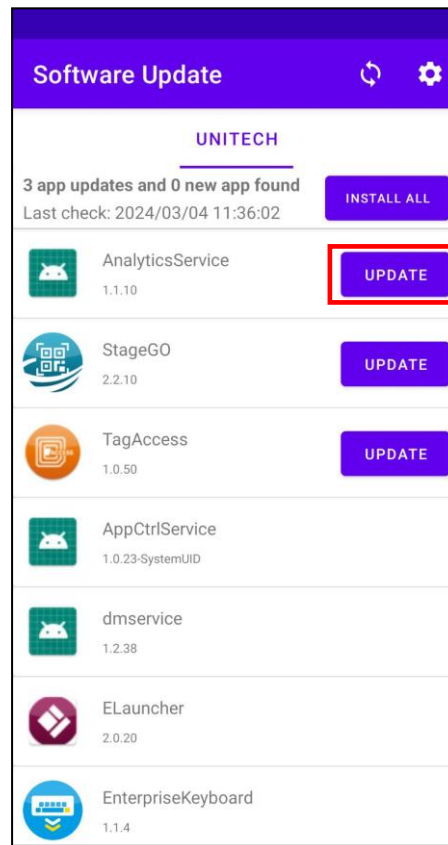 Software Update
UNITECH
3 app updates and 0 new app found
Last check: 2024/03/04 11:36:02
INSTALL ALL
AnalyticsService
1.1.10
UPDATE
StageGO
2.2.10
UPDATE
TagAccess
1.0.50
UPDATE
AppCtrlService
1.0.23-SystemUID
dmservice
1.2.38
ELauncher
2.0.20
EnterpriseKeyboard
1.1.4